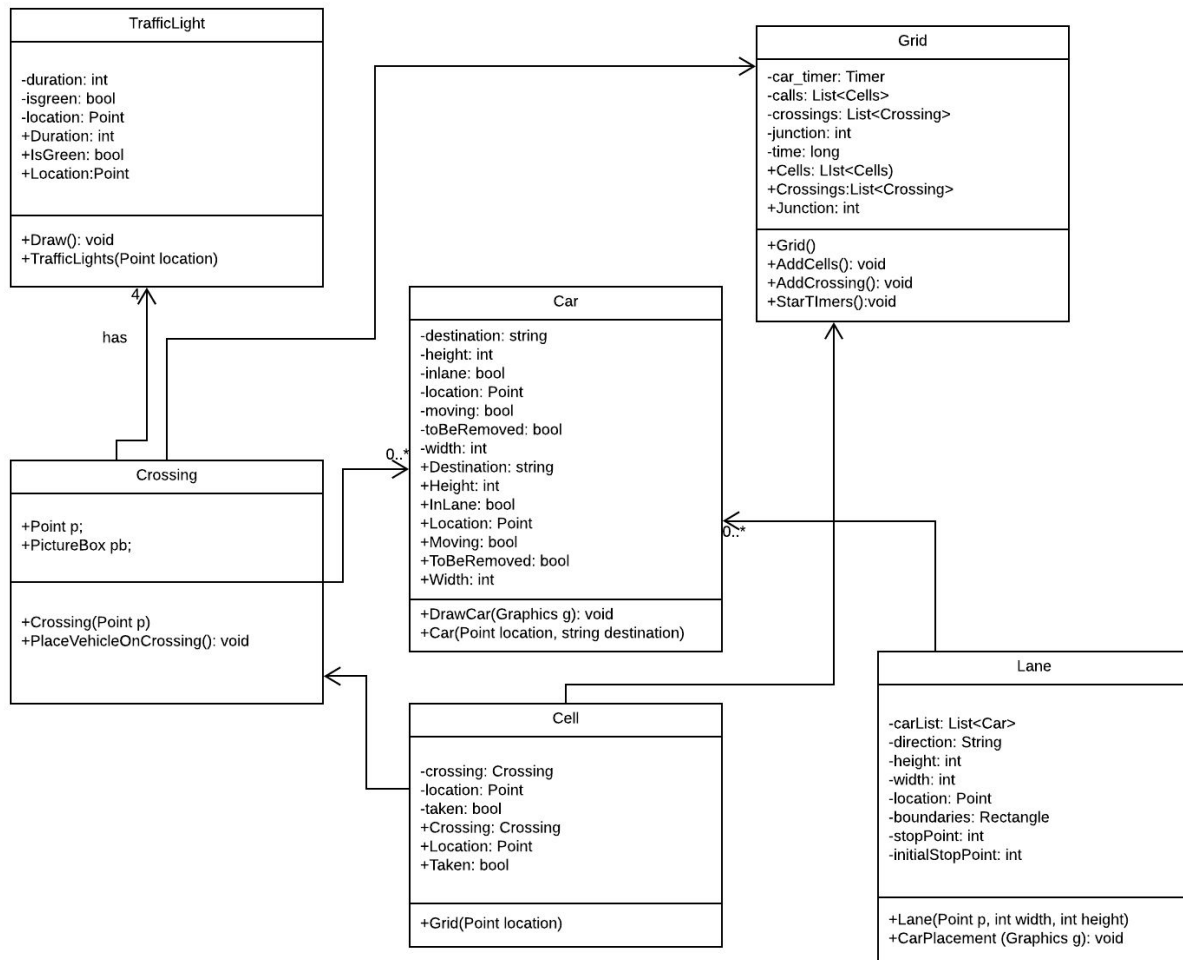 TrafficLight
-duration: int
-isgreen: bool
-location: Point
+Duration: int
+IsGreen: bool
+Location:Point
+Draw(): void
+TrafficLights(Point location)
4
has
Grid
-car_timer: Timer
-calls: List<Cells>
-crossings: List<Crossing>
-junction: int
-time: long
+Cells: LIst<Cells)
+Crossings:List<Crossing>
+Junction: int
+Grid()
+AddCells(): void
+AddCrossing(): void
+StarTImers():void
Car
-destination: string
-height: int
-inlane: bool
-location: Point
-moving: bool
-toBeRemoved: bool
-width: int
+Destination: string
+Height: int
+InLane: bool
+Location: Point
+Moving: bool
+ToBeRemoved: bool
+Width: int
+DrawCar(Graphics g): void
+Car(Point location, string destination)
0..*
0..*
Crossing
+Point p;
+PictureBox pb;
+Crossing(Point p)
+PlaceVehicleOnCrossing(): void
Cell
-crossing: Crossing
-location: Point
-taken: bool
+Crossing: Crossing
+Location: Point
+Taken: bool
+Grid(Point location)
Lane
-carList: List<Car>
-direction: String
-height: int
-width: int
-location: Point
-boundaries: Rectangle
-stopPoint: int
-initialStopPoint: int
+Lane(Point p, int width, int height)
+CarPlacement (Graphics g): void